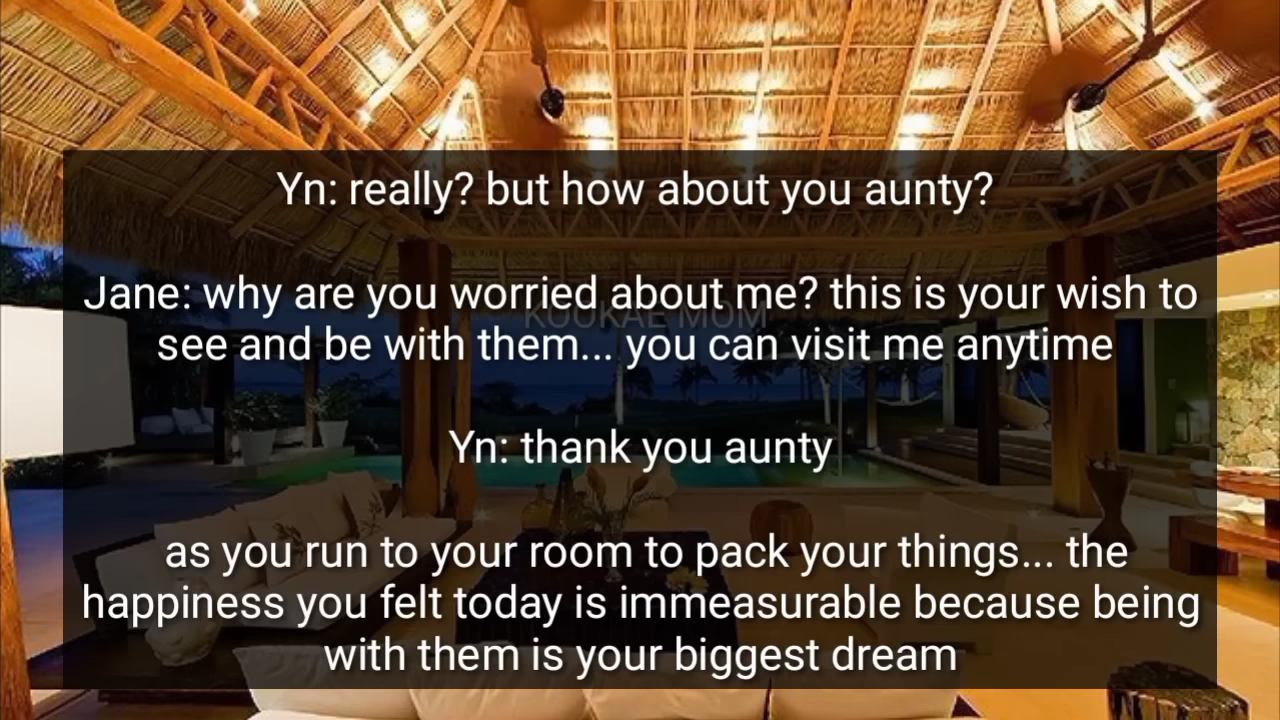 Yn: really? but how about you aunty?
Jane: why are you worried about me? this is your wish to
KOOKAE MOM
see and be with them... you can visit me anytime
Yn: thank you aunty
as you run to your room to pack your things... the
happiness you felt today is immeasurable because being
with them is your biggest dream